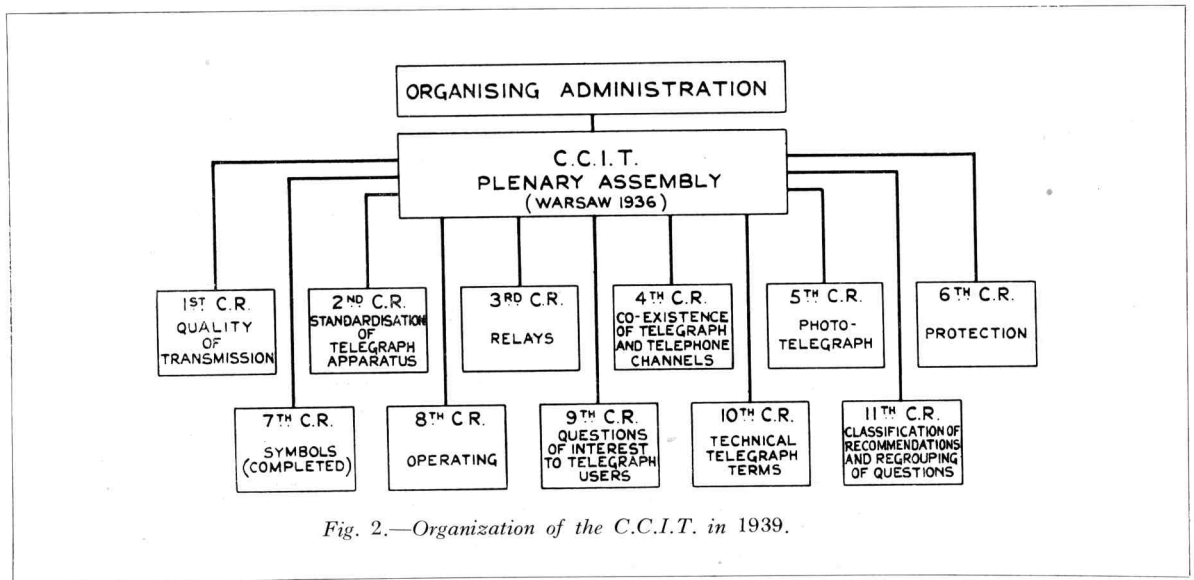 ORGANISING ADMINISTRATION
C.C.I.T.
PLENARY ASSEMBLY
(WARSAW 1936)
1ST C.R.
QUALITY
OF
TRANSMISSION
2ND C.R.
STANDARDISATION
OF
TELEGRAPH
APPARATUS
3RD C.R.
RELAYS
4TH C.R.
CO-EXISTENCE
OF TELEGRAPH
AND TELEPHONE
CHANNELS
5TH C.R.
PHOTO-
TELEGRAPH
6TH C.R.
PROTECTION
7TH C.R.
SYMBOLS
(COMPLETED)
8TH C.R.
OPERATING
9TH C.R.
QUESTIONS
OF INTEREST
TO TELEGRAPH
USERS
10TH C.R.
TECHNICAL
TELEGRAPH
TERMS
11TH C.R.
CLASSIFICATION OF
RECOMMENDATIONS
AND REGROUPING
OF QUESTIONS
Fig. 2.—Organization of the C.C.I.T. in 1939.